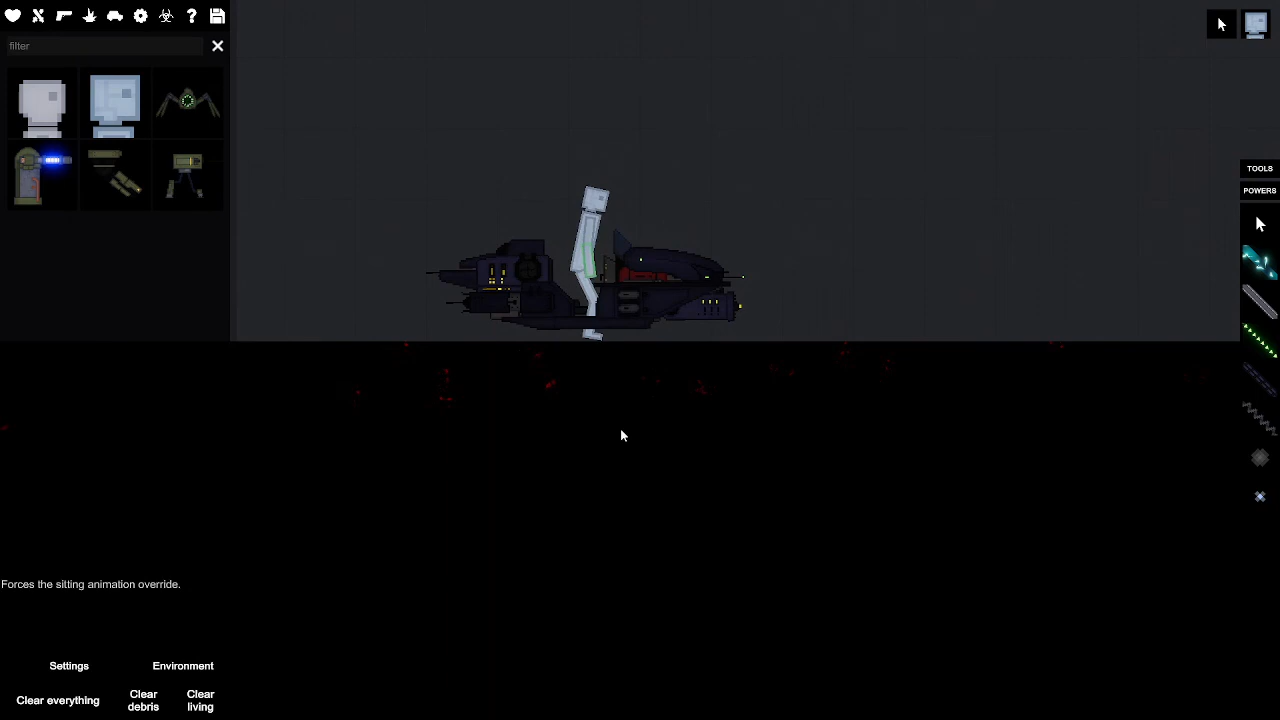 filter
TOOLS
POWERS
Forces the sitting animation override.
Settings
Environment
Clear everything
Clear
debris
Clear
living